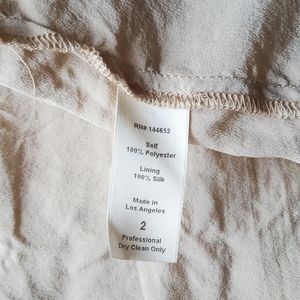 RN# 144652
Self
100% Polyester
Lining
100% Silk
Made in
Los Angeles
2
Professional
Dry Clean Only